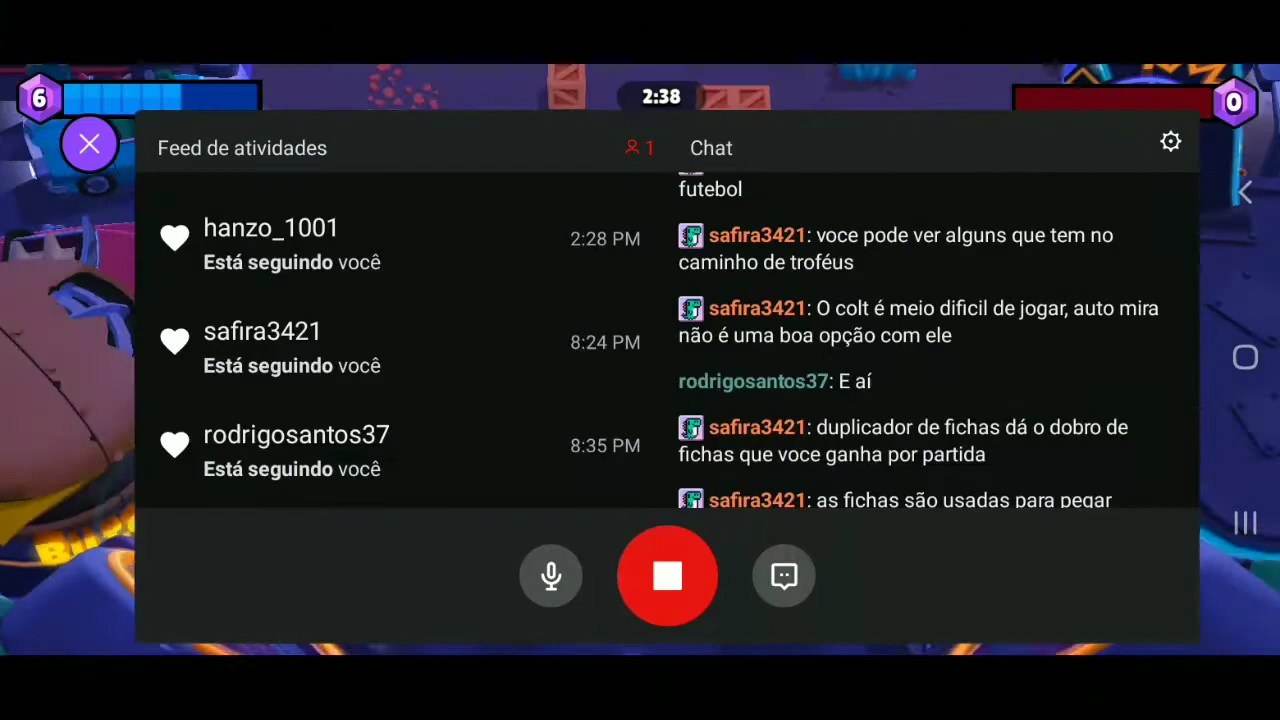 6
2:38
0
Feed de atividades
1
Chat
hanzo_1001
Está seguindo você
2:28 PM
safira3421
Está seguindo você
8:24 PM
rodrigosantos37
Está seguindo você
8:35 PM
futebol
safira3421: voce pode ver alguns que tem no
caminho de troféus
safira3421: O colt é meio dificil de jogar, auto mira
não é uma boa opção com ele
rodrigosantos37: E aí
safira3421: duplicador de fichas dá o dobro de
fichas que voce ganha por partida
safira3421: as fichas são usadas para pegar